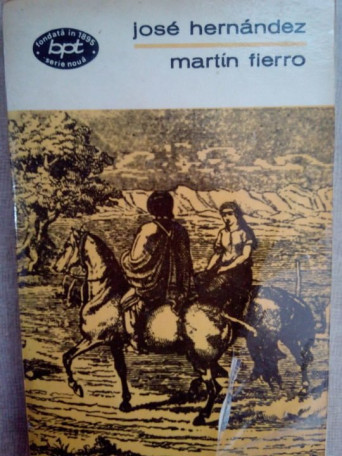 josé hernández
martín fierro
fondată în 1895
bpt
serie nouă